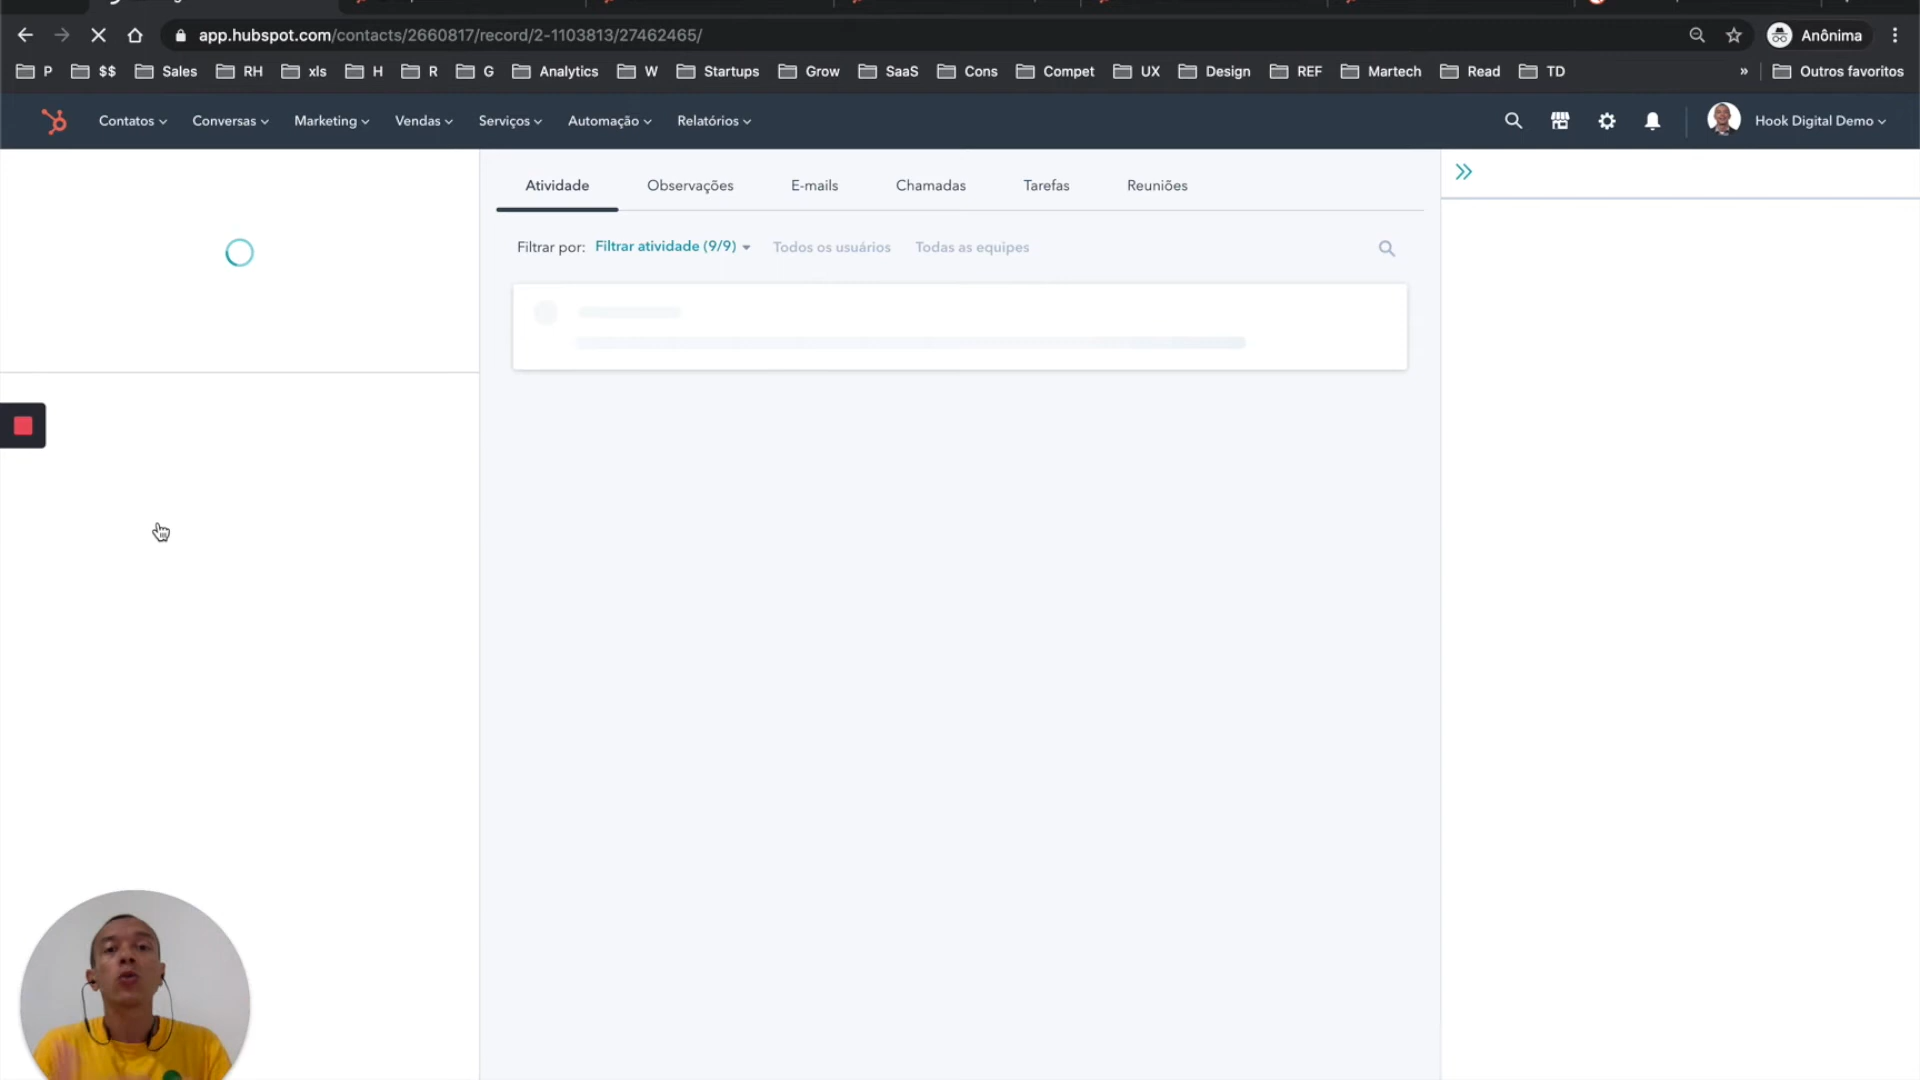 app.hubspot.com/contacts/2660817/record/2-1103813/27462465/
Anônima
P $$ Sales RH xls H R G Analytics W Startups Grow SaaS Cons Compet UX Design REF Martech Read TD » Outros favoritos
Contatos Conversas Marketing Vendas Serviços Automação Relatórios Hook Digital Demo
Atividade Observações E-mails Chamadas Tarefas Reuniões
Filtrar por: Filtrar atividade (9/9) Todos os usuários Todas as equipes